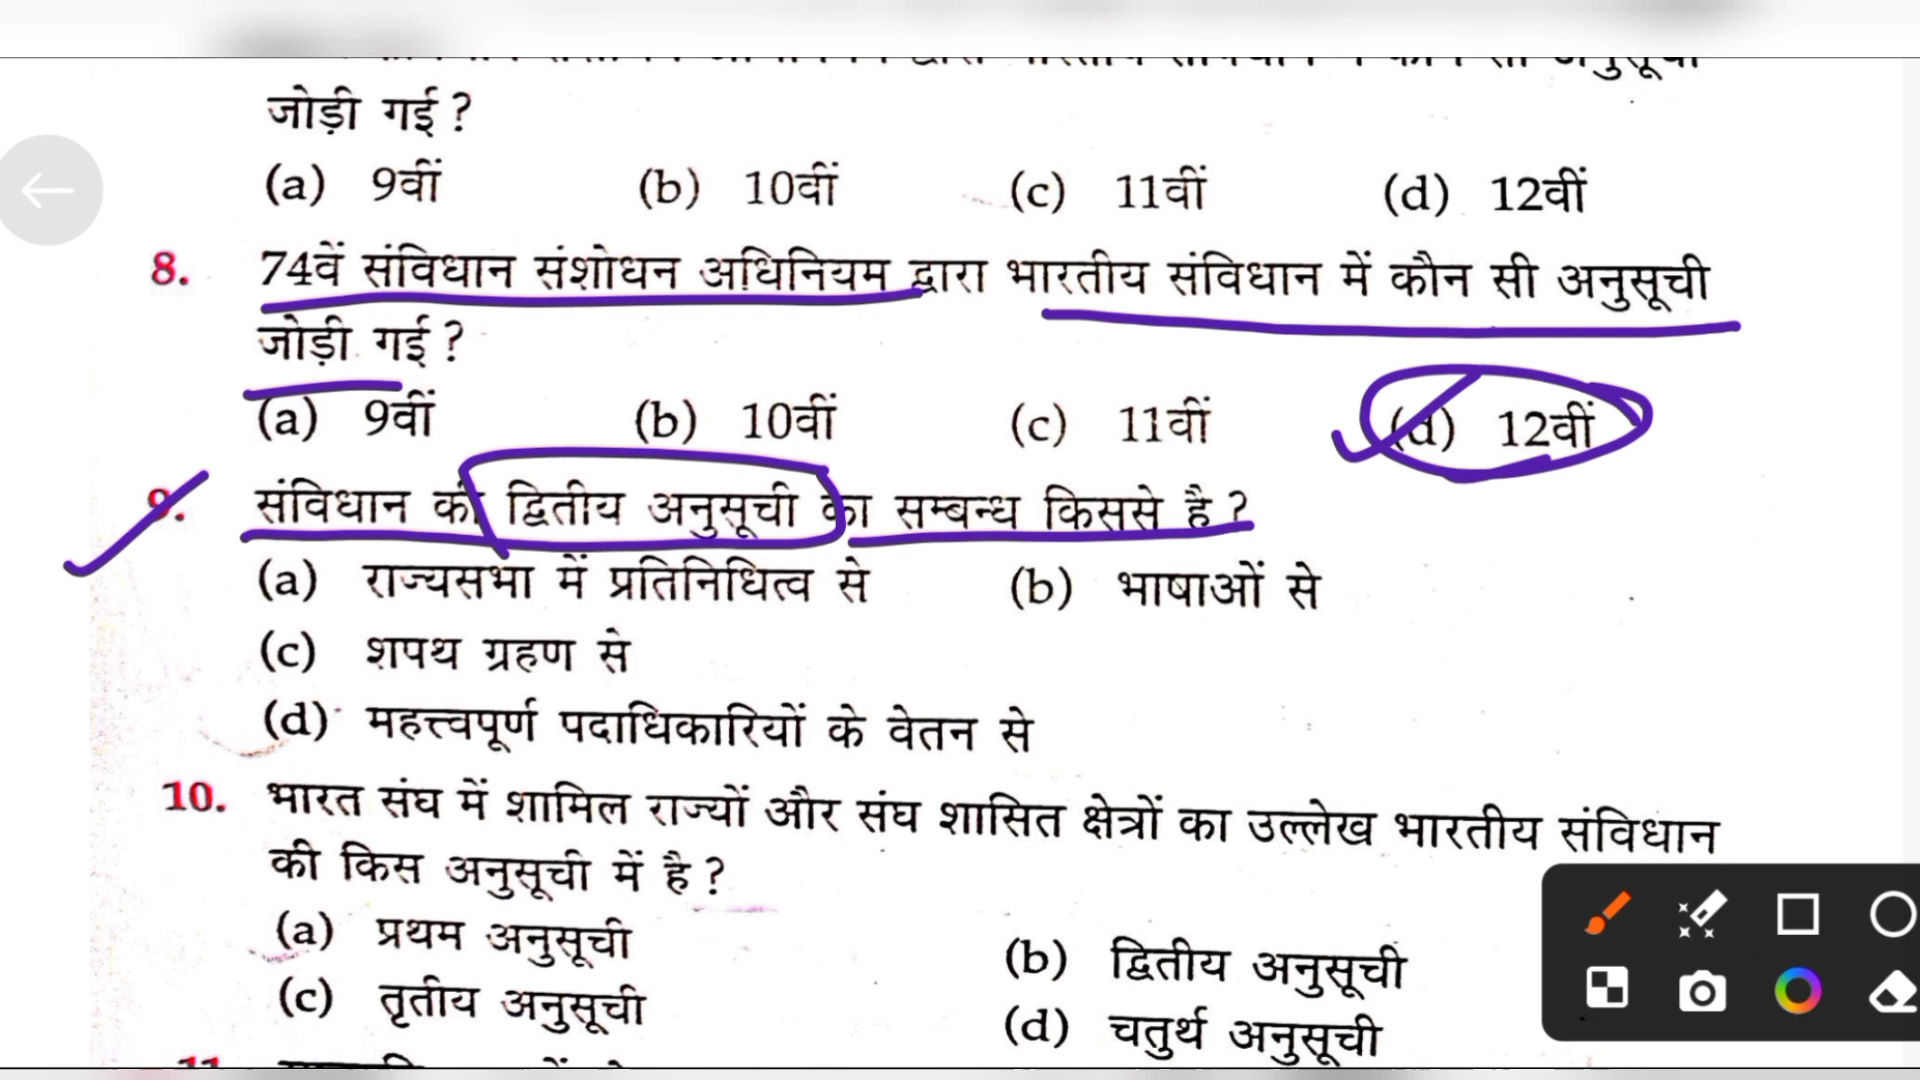 जोड़ी गई ?
(a) 9वीं (b) 10वीं (c) 11वीं (d) 12वीं
8. 74वें संविधान संशोधन अधिनियम द्वारा भारतीय संविधान में कौन सी अनुसूची
जोड़ी गई ?
(a) 9वीं (b) 10वीं (c) 11वीं (d) 12वीं
9. संविधान की द्वितीय अनुसूची का सम्बन्ध किससे है ?
(a) राज्यसभा में प्रतिनिधित्व से (b) भाषाओं से
(c) शपथ ग्रहण से
(d) महत्त्वपूर्ण पदाधिकारियों के वेतन से
10. भारत संघ में शामिल राज्यों और संघ शासित क्षेत्रों का उल्लेख भारतीय संविधान
की किस अनुसूची में है ?
(a) प्रथम अनुसूची (b) द्वितीय अनुसूची
(c) तृतीय अनुसूची (d) चतुर्थ अनुसूची